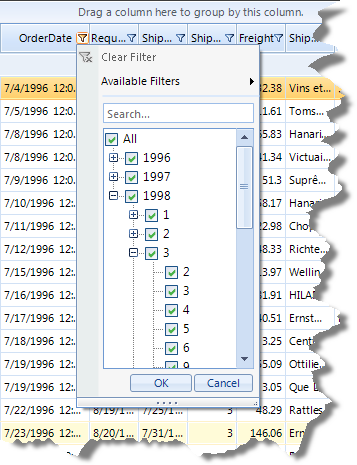 Drag a column here to group by this column.
OrderDate Requ... Ship... Ship... Freight Ship...
Clear Filter
Available Filters
Search...
All
1996
1997
1998
1
2
3
2
3
4
5
6
9
OK Cancel
7/4/1996 12:0. 32.38 Vins et...
7/5/1996 12:0. 11.61 Toms...
7/8/1996 12:0. 65.83 Hanari
7/8/1996 12:0. 41.34 Victuai
7/9/1996 12:0. 51.3 Suprê...
7/10/1996 12: 58.17 Hanari
7/11/1996 12: 22.98 Chop
7/12/1996 12: 48.33 Richte
7/15/1996 12: 13.97 Wellin
7/16/1996 12: 81.91 HILAR
7/17/1996 12: 40.51 Ernst
7/18/1996 12: 3.25 Centr
7/19/1996 12: 55.09 Ottilie
7/19/1996 12: 3.05 Que D
7/22/1996 12:... 8/19/1... 7/25/1... 3 48.29 Rattles
7/23/1996 12:... 8/20/1... 7/31/1... 3 146.06 Ern